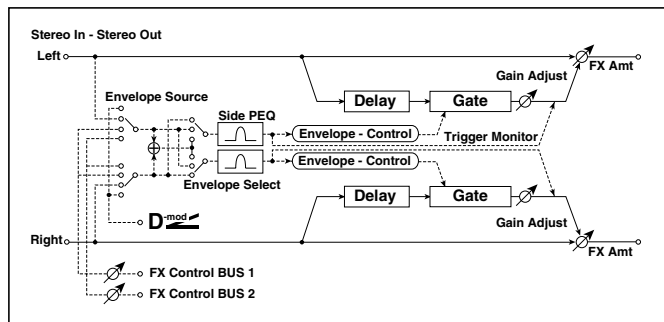 Stereo In - Stereo Out
Left
FX Amt
Gain Adjust
Envelope Source
Side PEQ
Delay
Gate
Envelope - Control
Trigger Monitor
Envelope - Control
Envelope Select
Delay
Gate
D-mod
Gain Adjust
Right
FX Amt
FX Control BUS 1
FX Control BUS 2